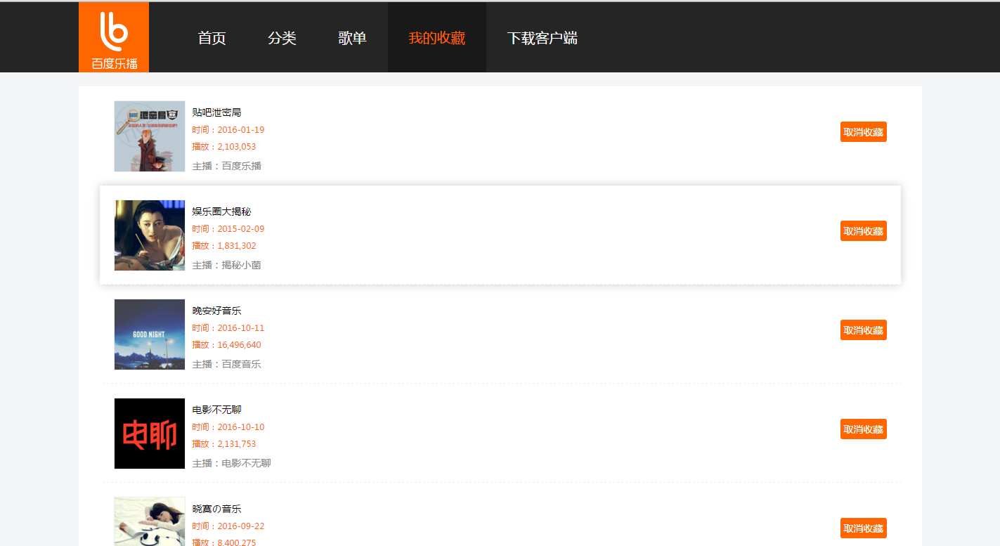 百度乐播
首页 分类 歌单 我的收藏 下载客户端
泄密局
贴吧泄密局
时间：2016-01-19
播放：2,103,053
主播：百度乐播
取消收藏
娱乐圈大揭秘
时间：2015-02-09
播放：1,831,302
主播：揭秘小菌
取消收藏
GOOD NIGHT
晚安好音乐
时间：2016-10-11
播放：16,496,640
主播：百度音乐
取消收藏
电聊
电影不无聊
时间：2016-10-10
播放：2,131,753
主播：电影不无聊
取消收藏
晓寞の音乐
时间：2016-09-22
播放：8,400,275
取消收藏